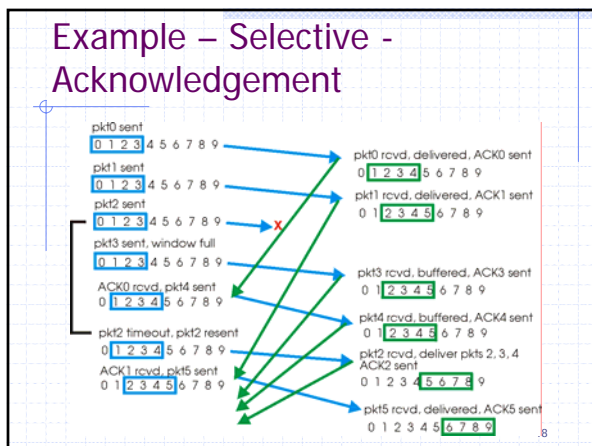 Example – Selective -
Acknowledgement
pkt0 sent
0 1 2 3 4 5 6 7 8 9
pkt1 sent
0 1 2 3 4 5 6 7 8 9
pkt2 sent
0 1 2 3 4 5 6 7 8 9
X
pkt3 sent, window full
0 1 2 3 4 5 6 7 8 9
ACK0 rcvd, pkt4 sent
0 1 2 3 4 5 6 7 8 9
pkt2 timeout, pkt2 resent
0 1 2 3 4 5 6 7 8 9
ACK1 rcvd, pkt5 sent
0 1 2 3 4 5 6 7 8 9
pkt0 rcvd, delivered, ACK0 sent
0 1 2 3 4 5 6 7 8 9
pkt1 rcvd, delivered, ACK1 sent
0 1 2 3 4 5 6 7 8 9
pkt3 rcvd, buffered, ACK3 sent
0 1 2 3 4 5 6 7 8 9
pkt4 rcvd, buffered, ACK4 sent
0 1 2 3 4 5 6 7 8 9
pkt2 rcvd, deliver pkts 2, 3, 4
ACK2 sent
0 1 2 3 4 5 6 7 8 9
pkt5 rcvd, delivered, ACK5 sent
0 1 2 3 4 5 6 7 8 9
8